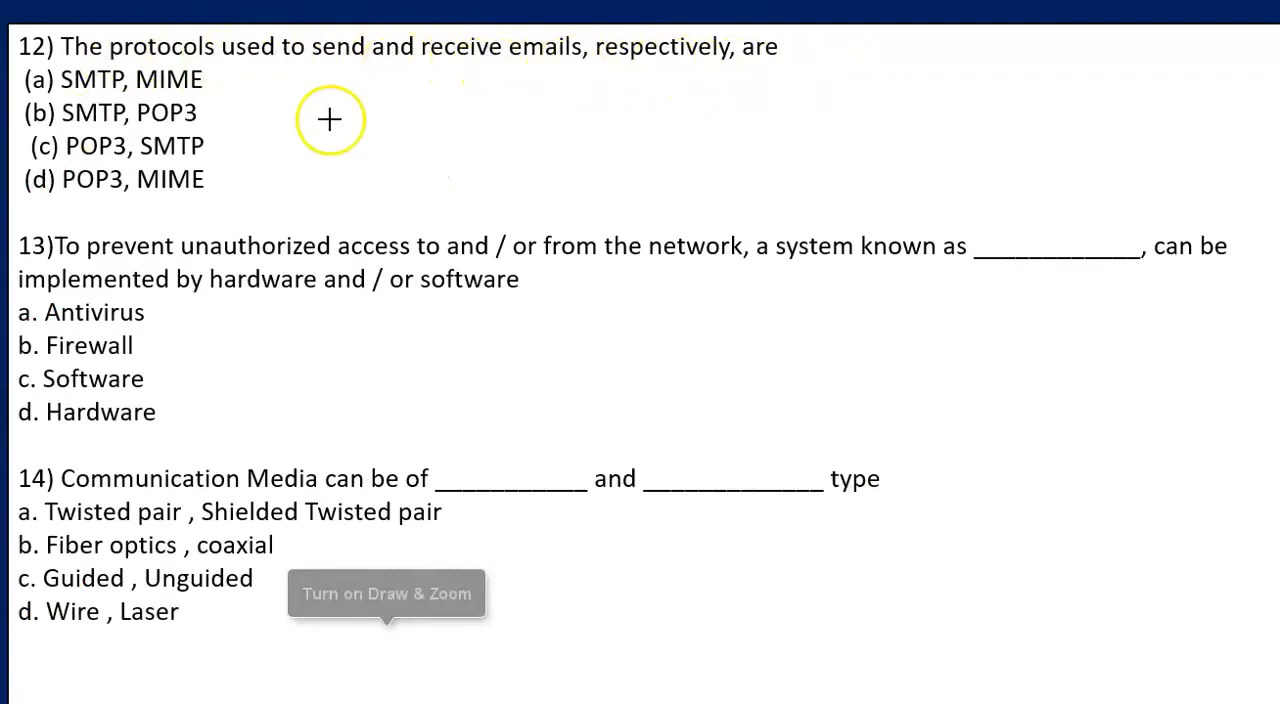 12) The protocols used to send and receive emails, respectively, are
(a) SMTP, MIME
(b) SMTP, POP3
(c) POP3, SMTP
(d) POP3, MIME
13)To prevent unauthorized access to and / or from the network, a system known as ____________, can be
implemented by hardware and / or software
a. Antivirus
b. Firewall
c. Software
d. Hardware
14) Communication Media can be of ___________ and _____________ type
a. Twisted pair , Shielded Twisted pair
b. Fiber optics , coaxial
c. Guided , Unguided
Turn on Draw & Zoom
d. Wire , Laser